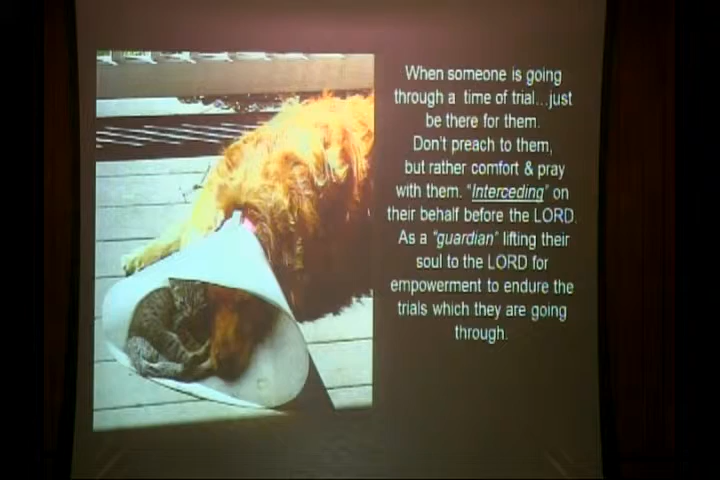 When someone is going
through a time of trial...just
be there for them.
Don't preach to them,
but rather comfort & pray
with them. "Interceding" on
their behalf before the LORD.
As a "guardian" lifting their
soul to the LORD for
empowerment to endure the
trials which they are going
through.